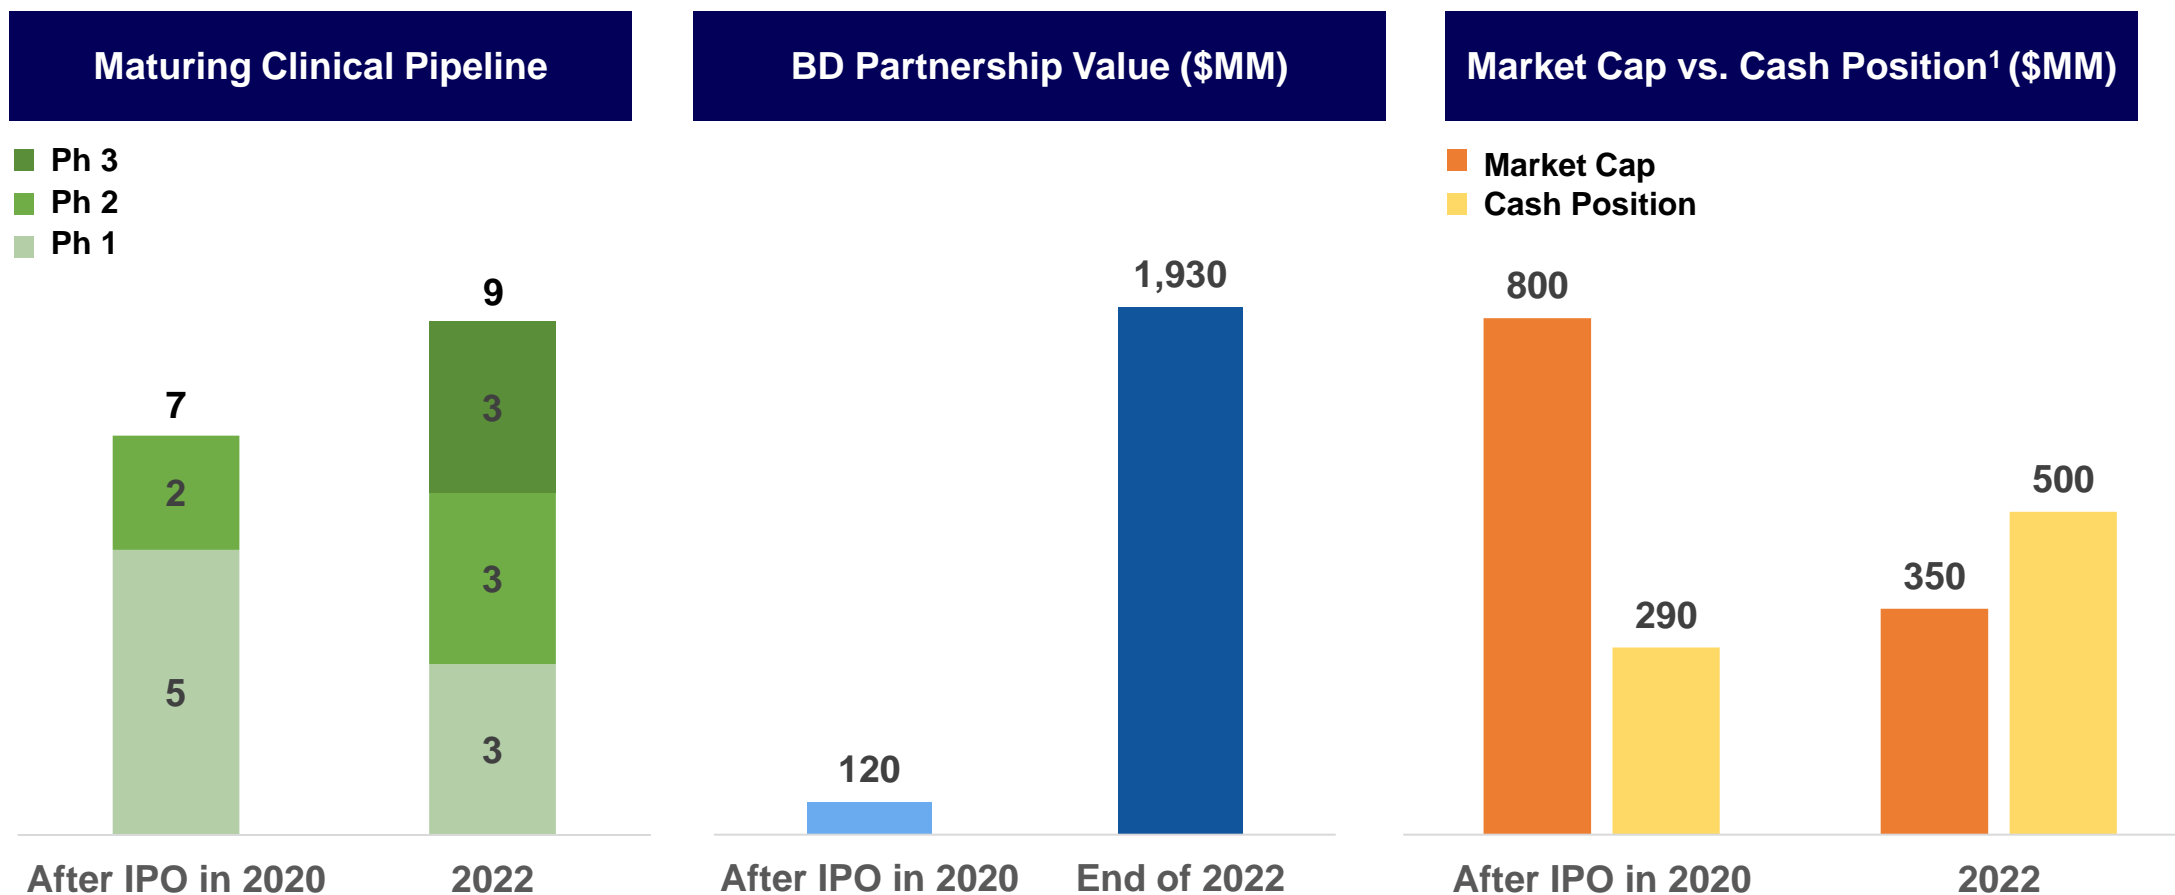 Maturing Clinical Pipeline
Ph 3
Ph 2
Ph 1
7
2
5
9
3
3
3
After IPO in 2020
2022
BD Partnership Value ($MM)
120
1,930
After IPO in 2020
End of 2022
Market Cap vs. Cash Position¹ ($MM)
Market Cap
Cash Position
800
290
350
500
After IPO in 2020
2022